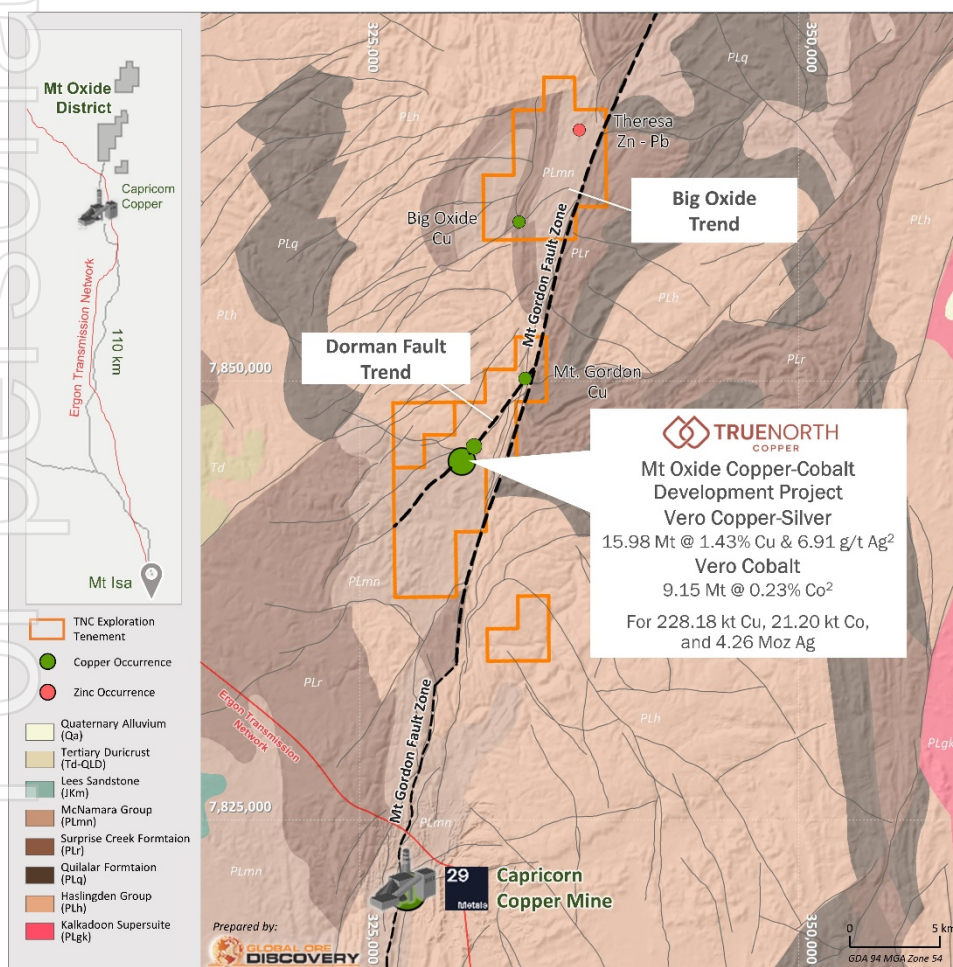 For personal
Mt Oxide
District
Capricorn
Copper
Ergon Transmission Network
110 km
Mt Isa
TNC Exploration
Tenement
Copper Occurrence
Zinc Occurrence
Quaternary Alluvium
(Qa)
Tertiary Duricrust
(Td-QLD)
Lees Sandstone
(JKm)
McNamara Group
(PLmn)
Surprise Creek Formtaion
(PLr)
Quilalar Formtaion
(PLq)
Haslingden Group
(PLh)
Kalkadoon Supersuite
(PLgk)
325,000
350,000
PLq
PLh
Theresa
Zn - Pb
PLmn
Big Oxide
Trend
Big Oxide
Cu
PLq
PLr
PLh
PLh
PLh
Mt Gordon Fault Zone
Dorman Fault
Trend
PLr
7,850,000
Mt. Gordon
Cu
Td
TRUENORTH
COPPER
Mt Oxide Copper-Cobalt
Development Project
Vero Copper-Silver
15.98 Mt @ 1.43% Cu & 6.91 g/t Ag²
Vero Cobalt
9.15 Mt @ 0.23% Co²
For 228.18 kt Cu, 21.20 kt Co,
and 4.26 Moz Ag
PLmn
PLr
Ergon Transmission
Network
Mt Gordon Fault Zone
PLh
PLgk
7,825,000
PLmn
PLmn
29
Metals
Capricorn
Copper Mine
325,000
350,000
Prepared by:
GLOBAL ORE
DISCOVERY
0
5 km
GDA 94 MGA Zone 54